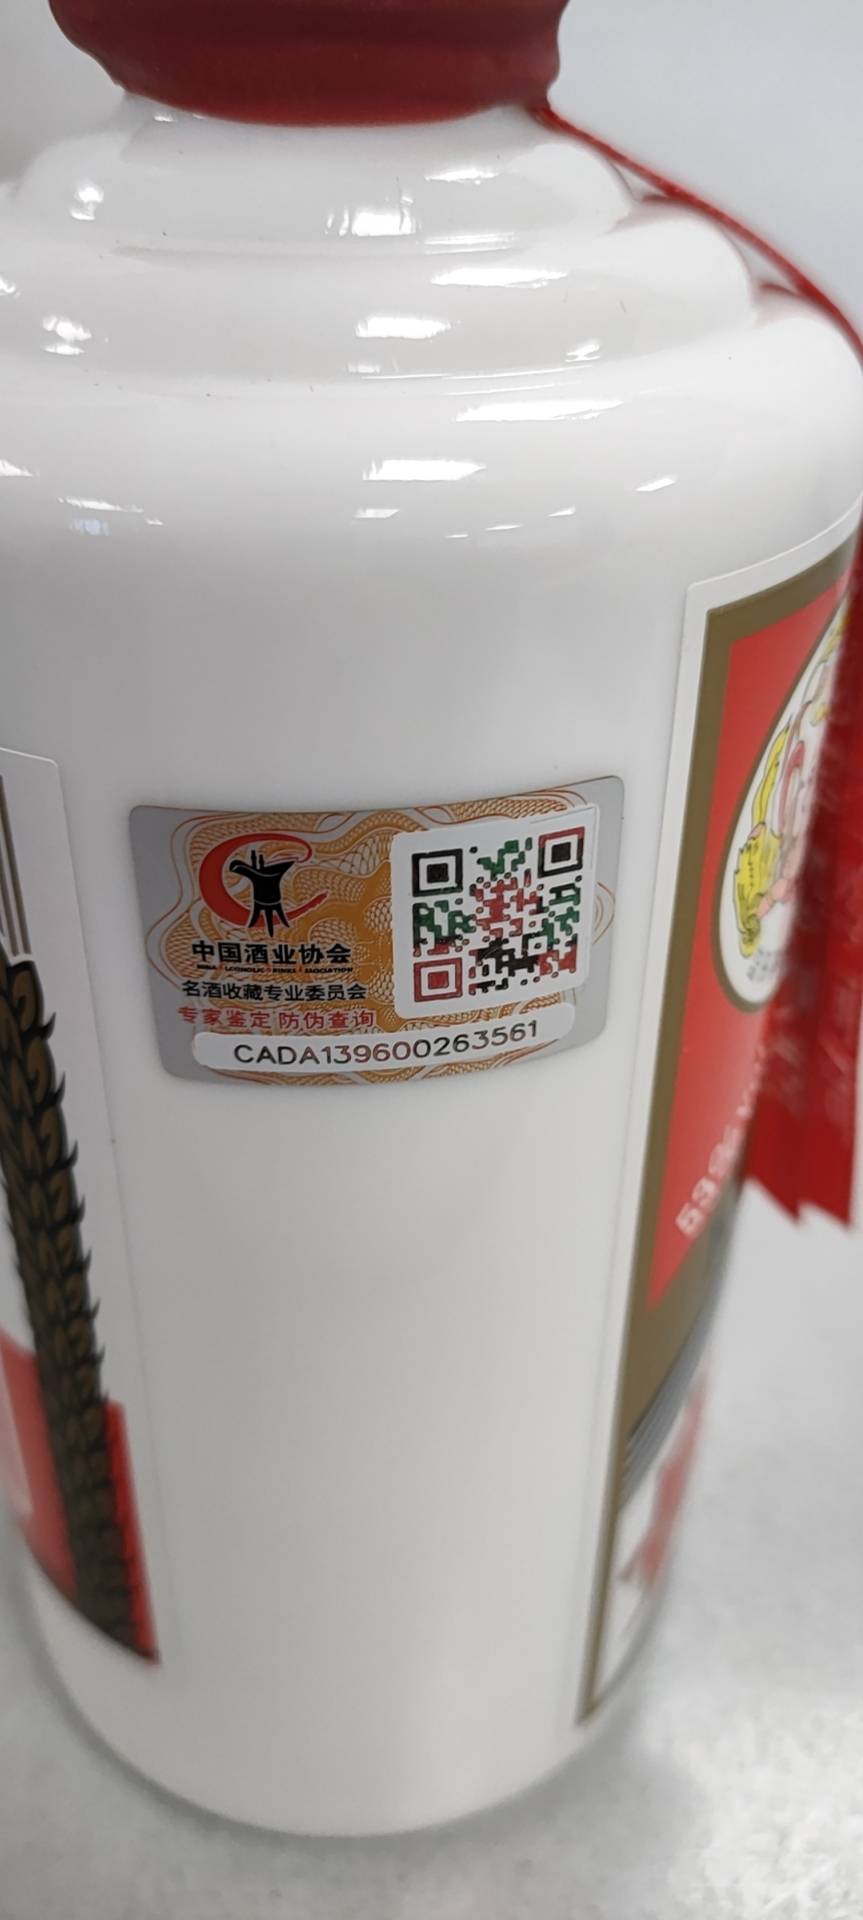 中国酒业协会
名酒收藏专业委员会
专家鉴定 防伪查询
CADA139600263561
53%